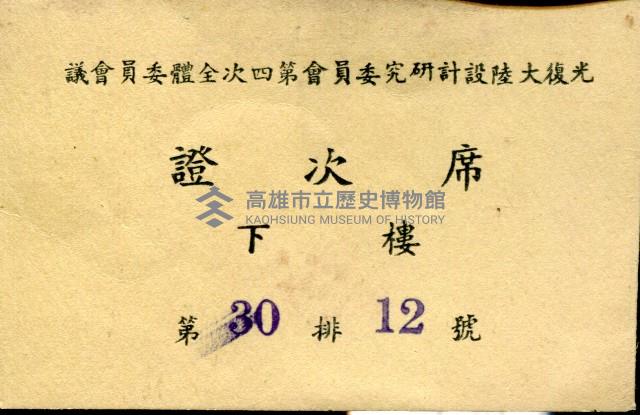 光復大陸設計研究委員會第四次全體委員會議
席次證
高雄市立歷史博物館
KAOHSIUNG MUSEUM OF HISTORY
樓下
第 30 排 12 號